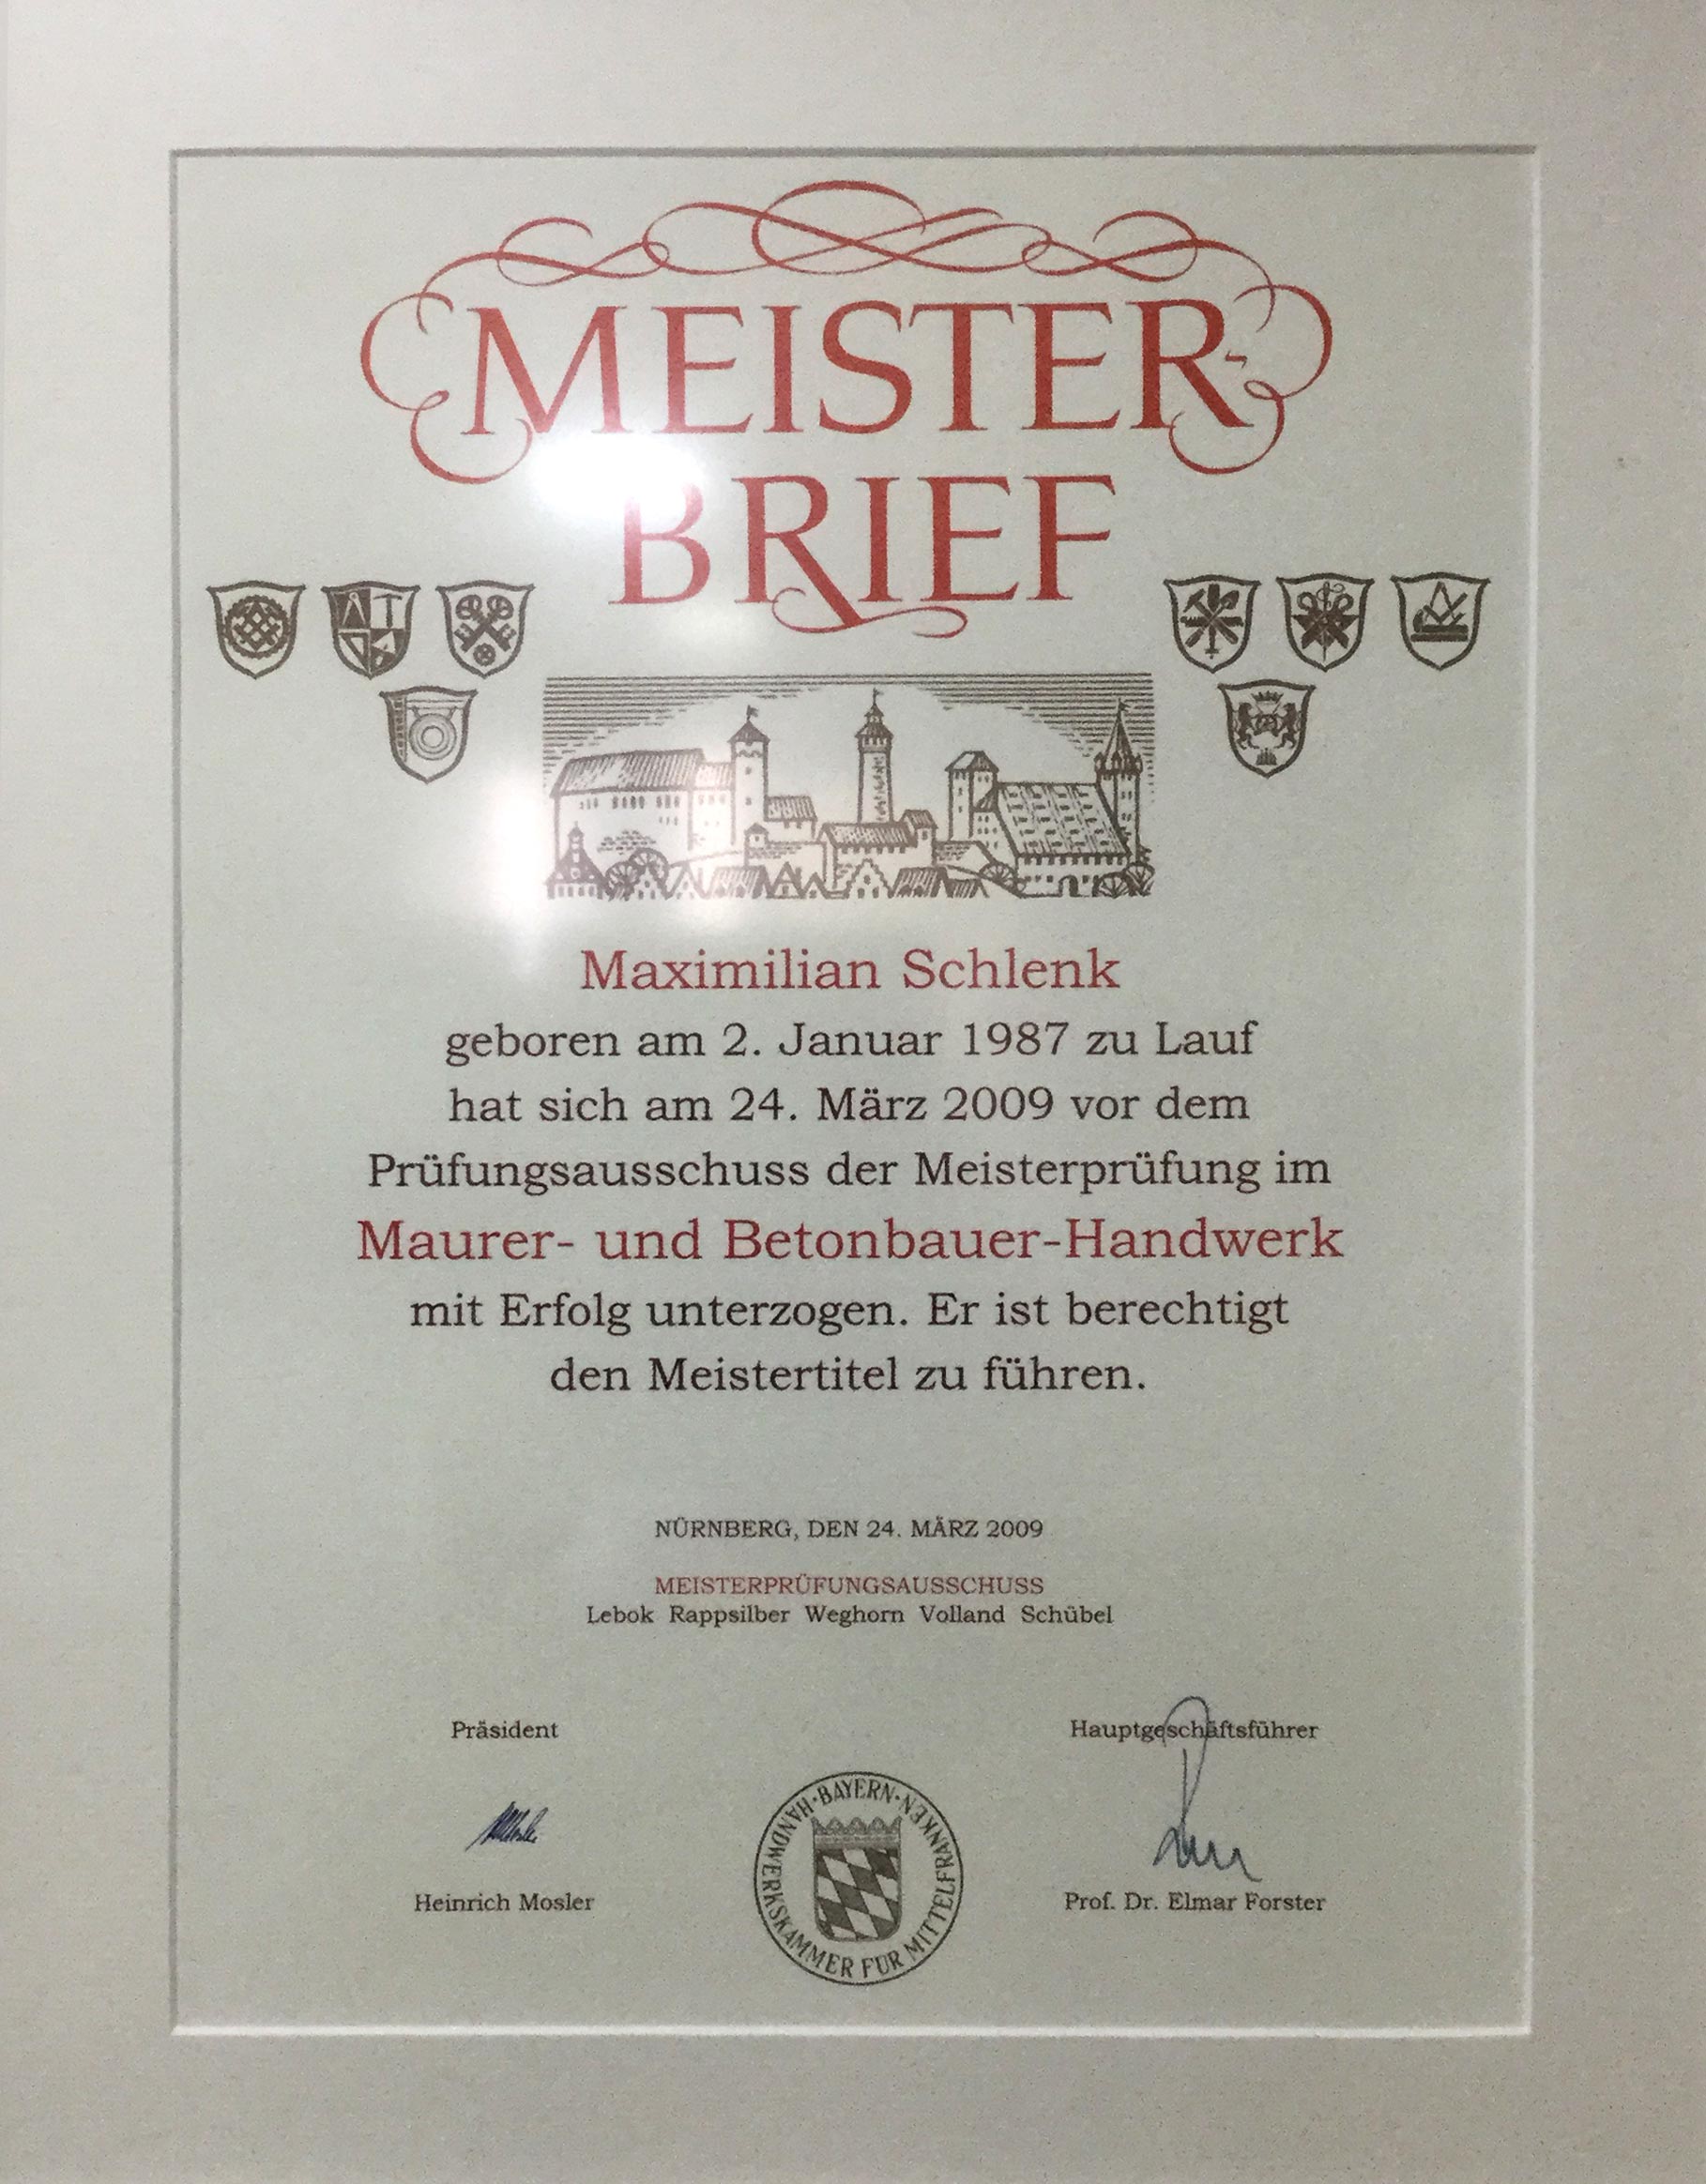 MEISTER-
BRIEF
Maximilian Schlenk
geboren am 2. Januar 1987 zu Lauf
hat sich am 24. März 2009 vor dem
Prüfungsausschuss der Meisterprüfung im
Maurer- und Betonbauer-Handwerk
mit Erfolg unterzogen. Er ist berechtigt
den Meistertitel zu führen.
NÜRNBERG, DEN 24. MÄRZ 2009
MEISTERPRÜFUNGSAUSSCHUSS
Lebok Rappsilber Weghorn Volland Schübel
Präsident
Hauptgeschäftsführer
·BAYERN·
HANDWERKSKAMMER FÜR MITTELFRANKEN
Heinrich Mosler
Prof. Dr. Elmar Forster